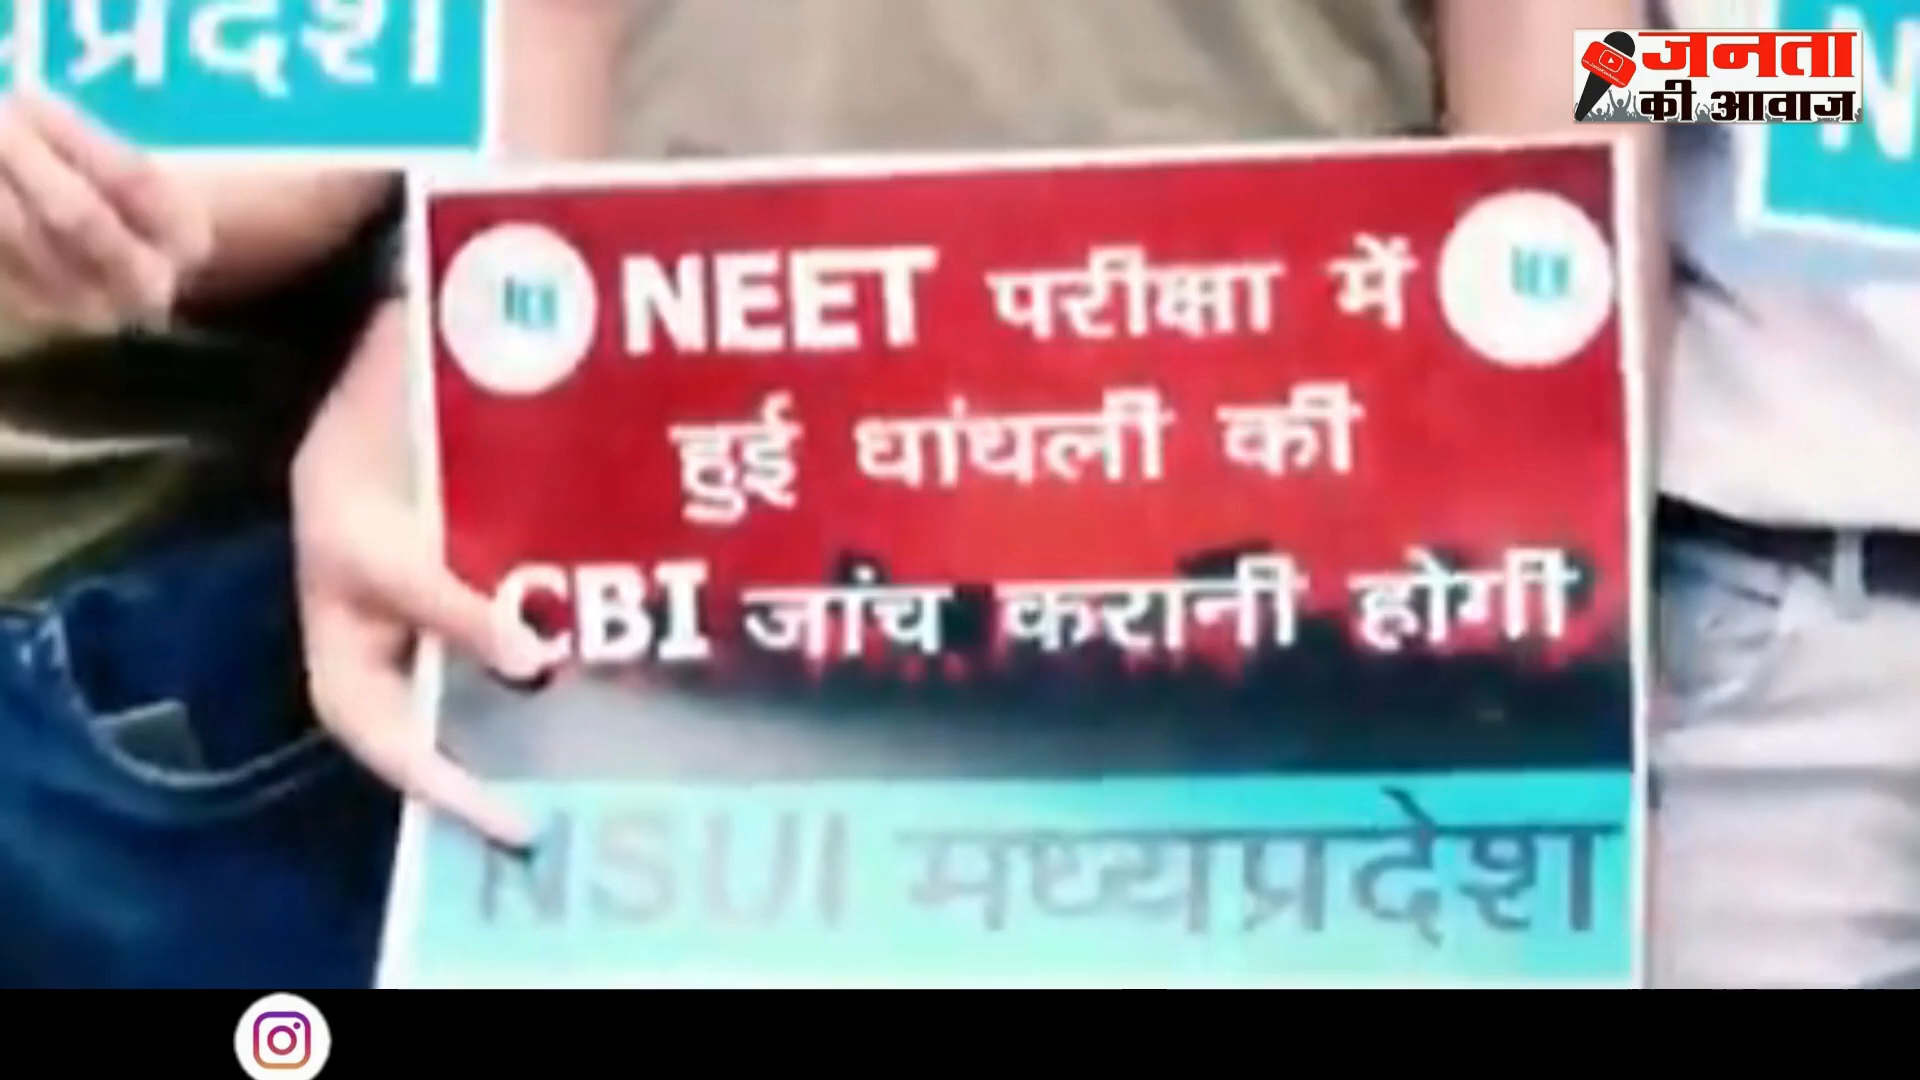 प्रदेश
जनता
की आवाज
N
NEET परीक्षा में
हुई धांधली की
CBI जांच करानी होगी
NSUI मध्यप्रदेश